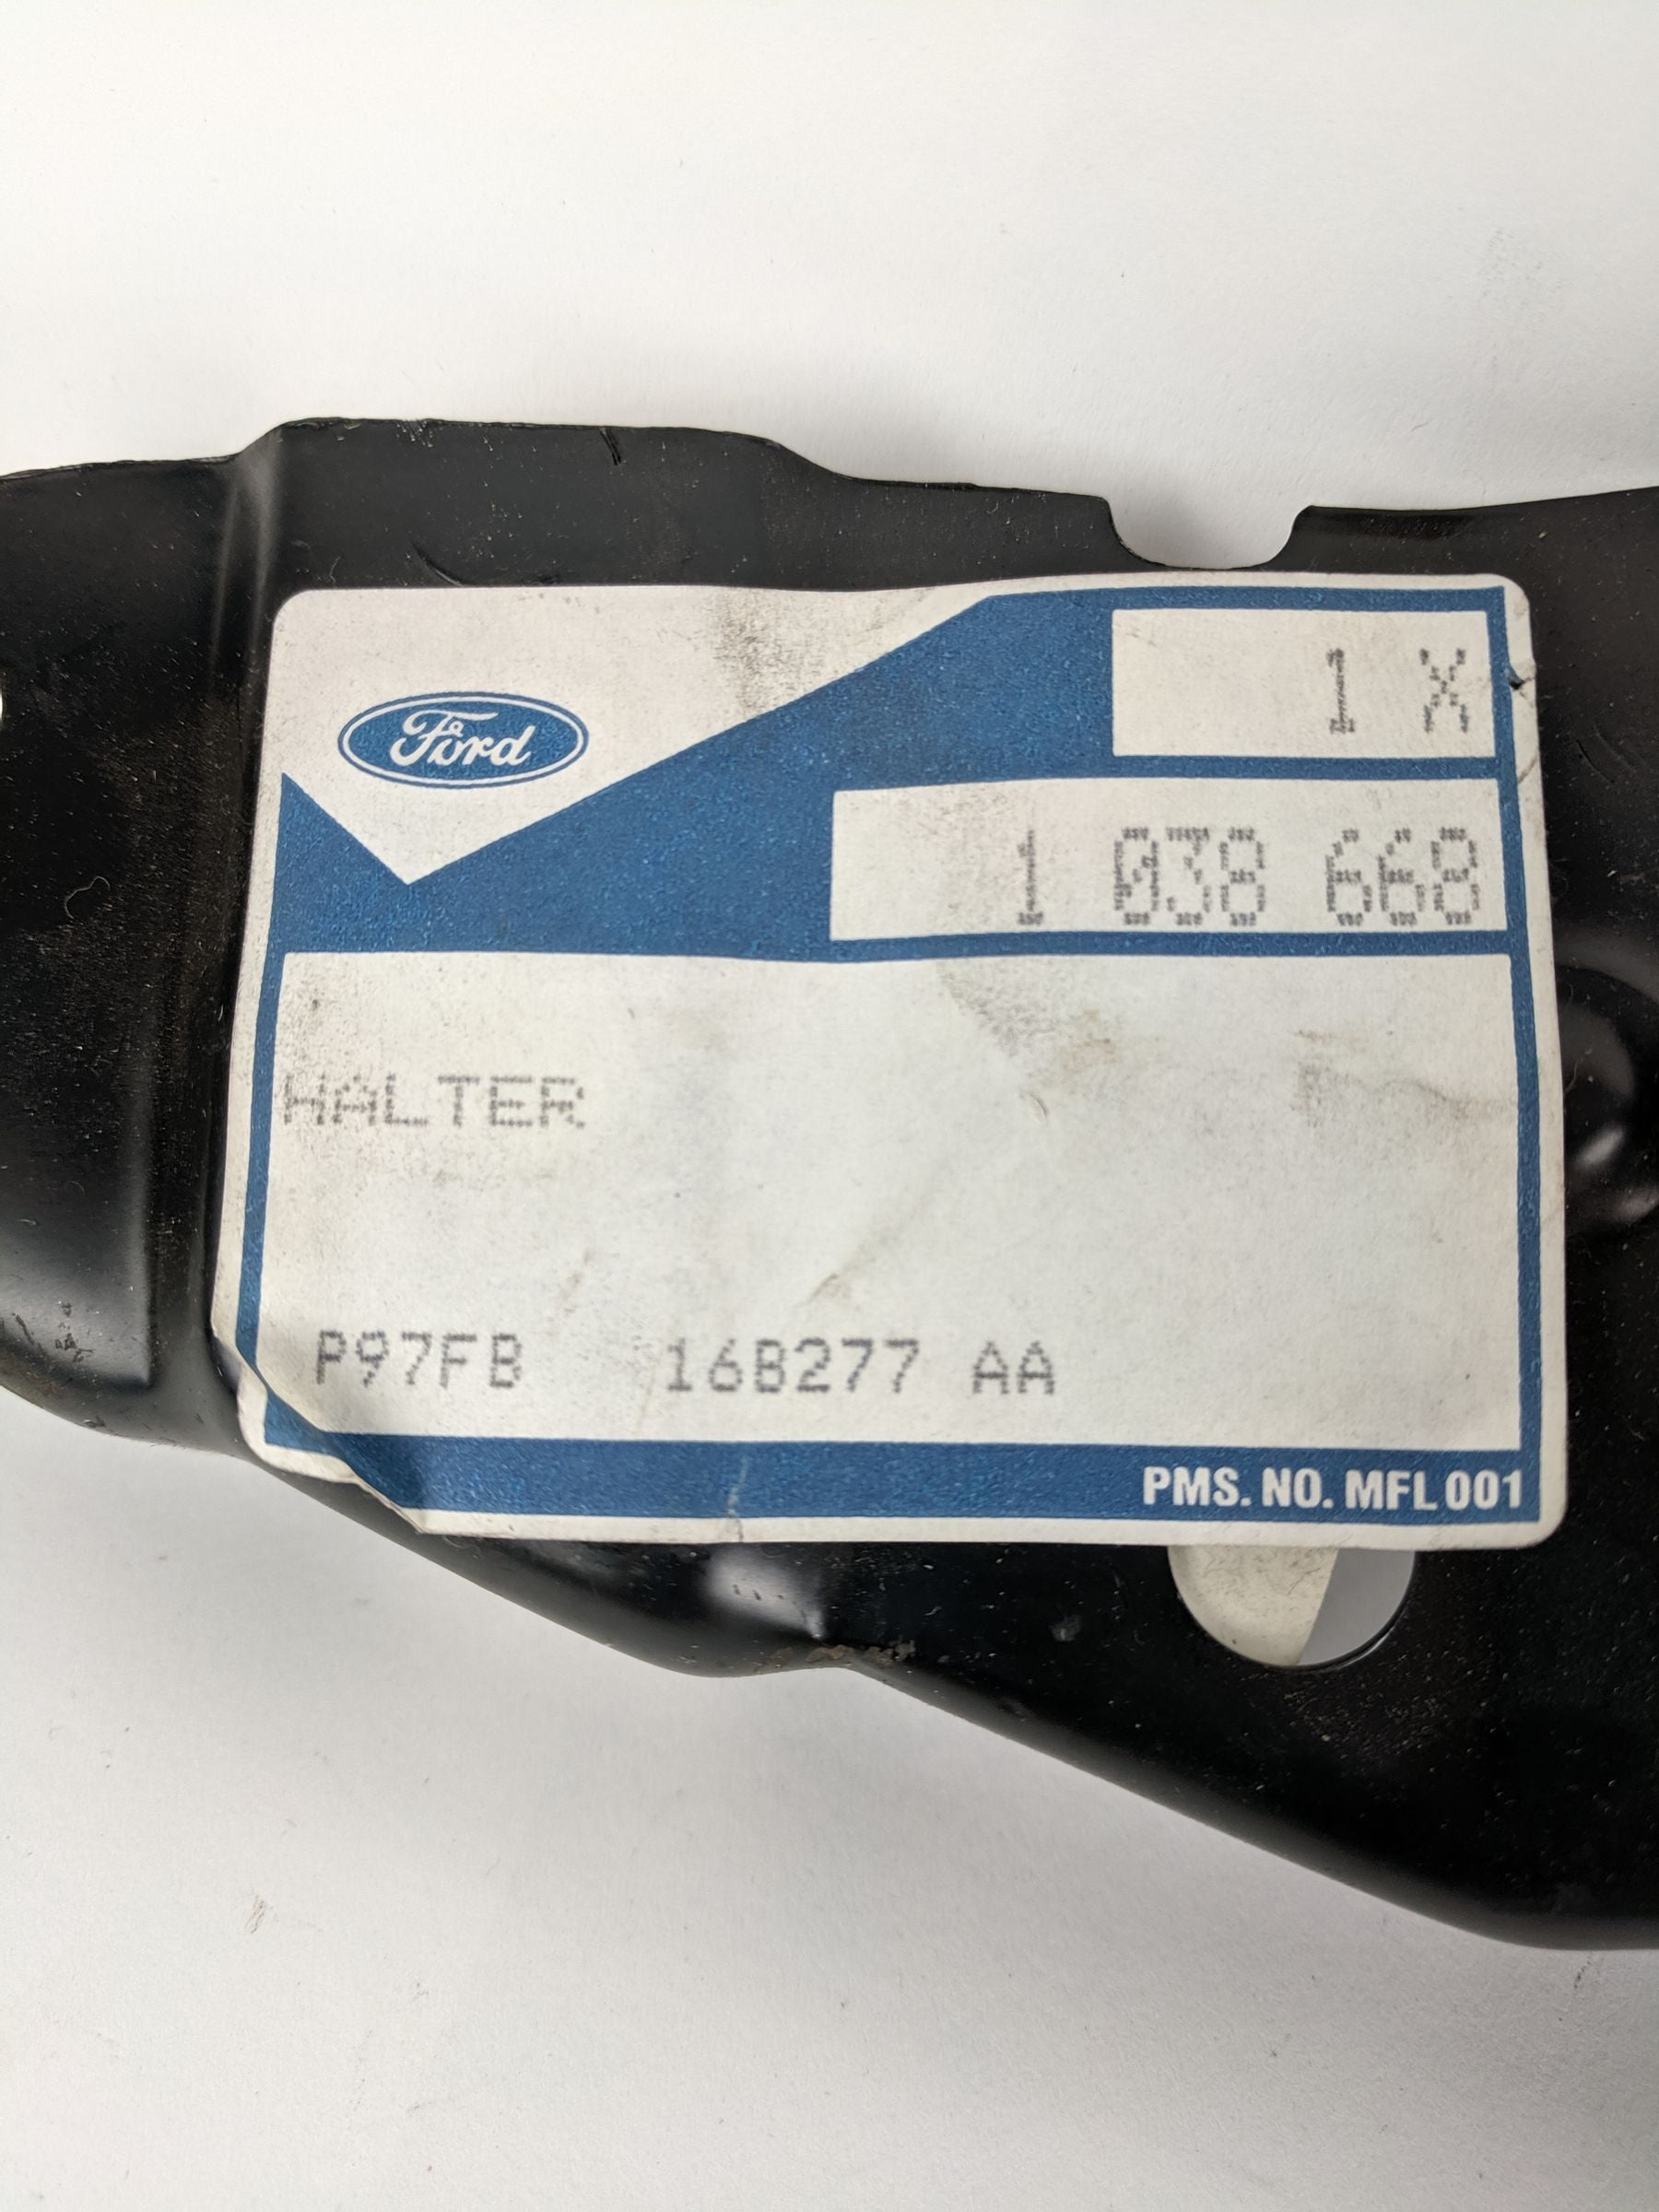 Ford
1 X
1 038 668
HALTER
P97FB 16B277 AA
PMS. NO. MFL 001